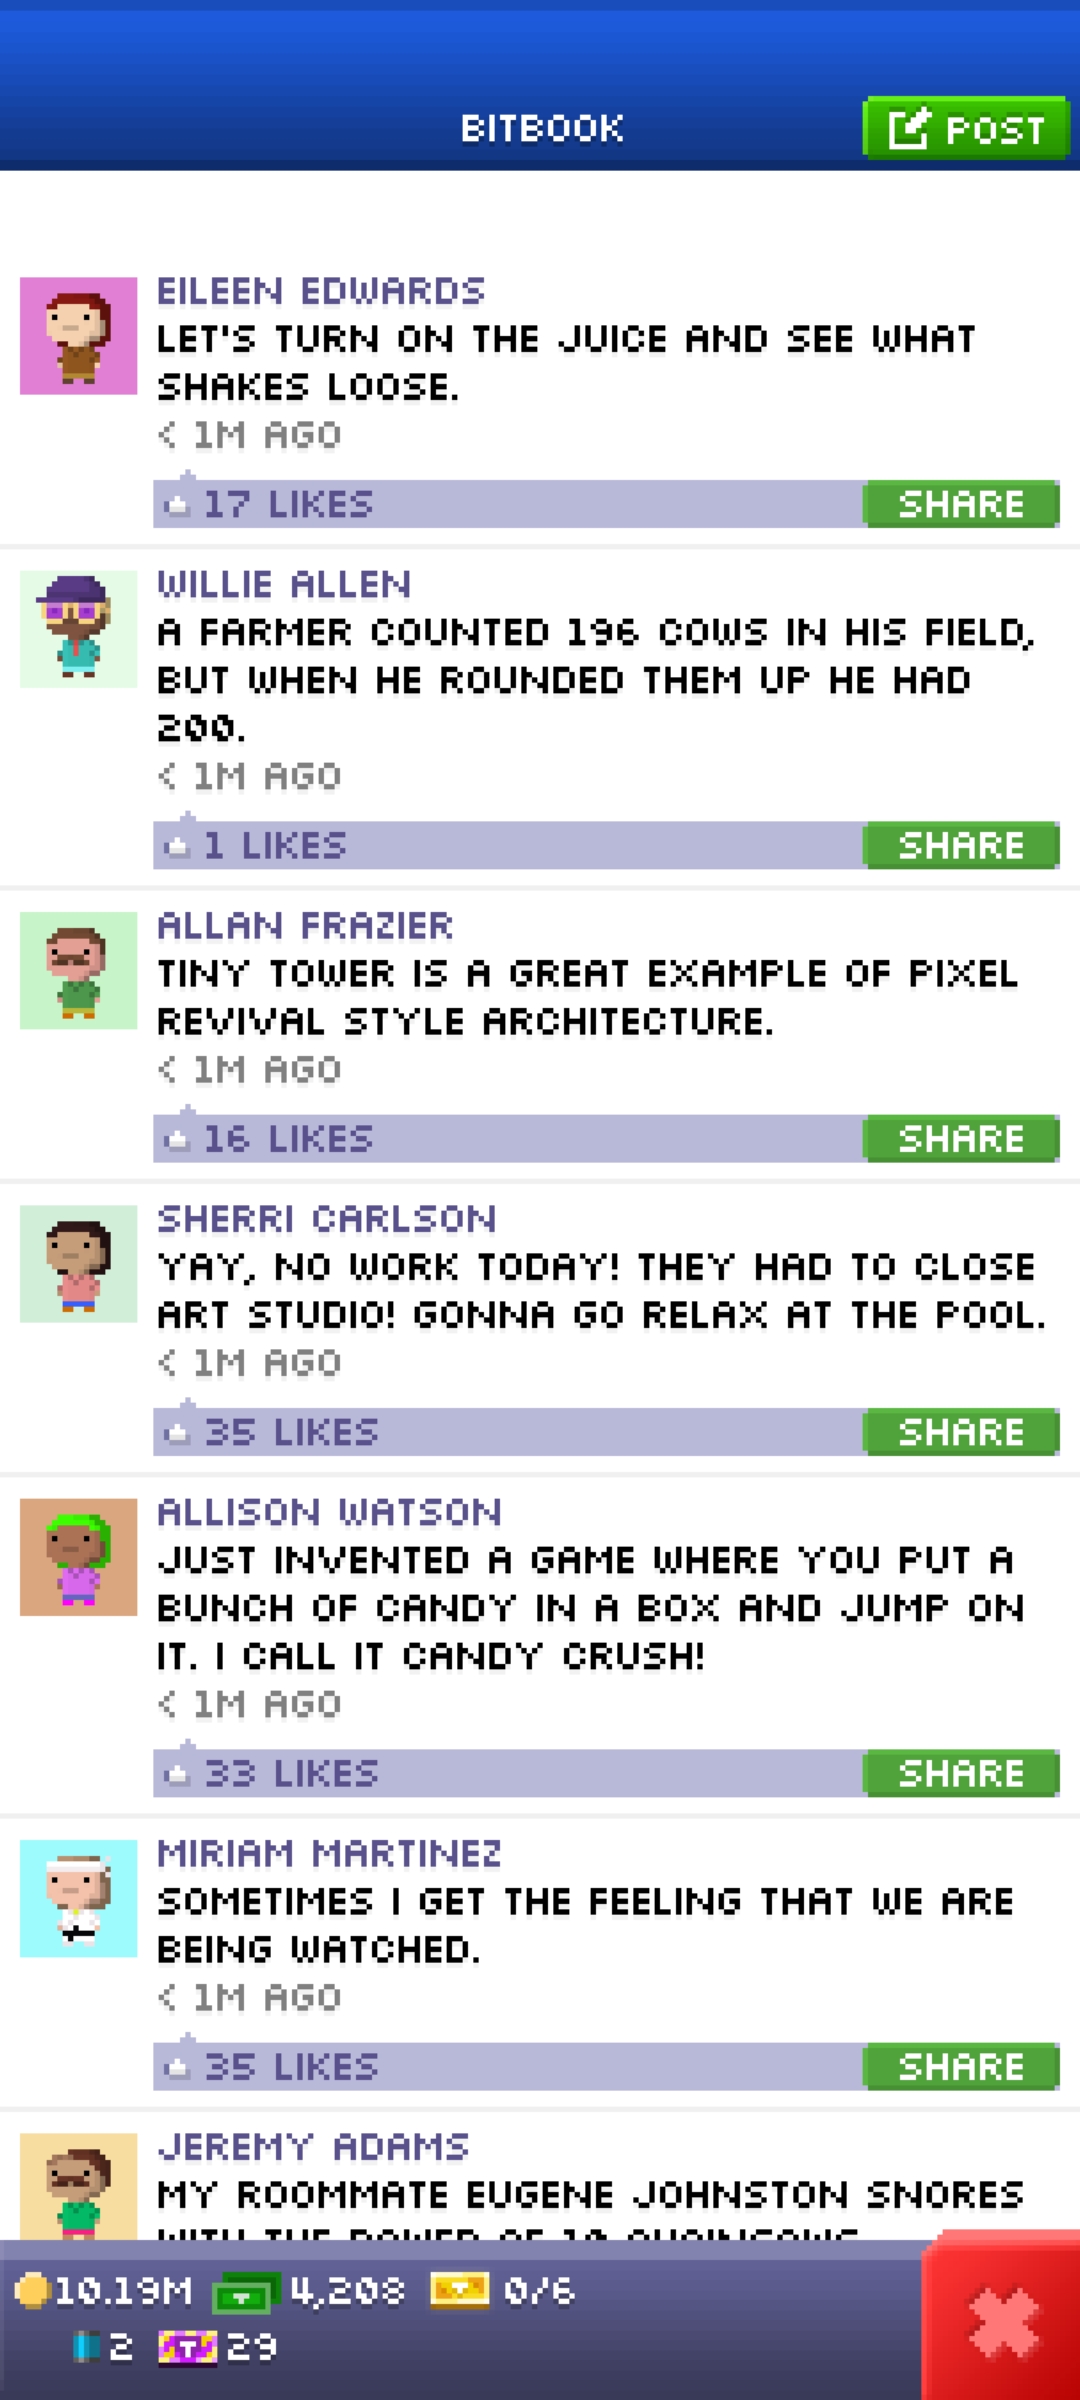 BITBOOK
POST
EILEEN EDWARDS
LET'S TURN ON THE JUICE AND SEE WHAT
SHAKES LOOSE.
< 1M AGO
17 LIKES
SHARE
WILLIE ALLEN
A FARMER COUNTED 196 COWS IN HIS FIELD,
BUT WHEN HE ROUNDED THEM UP HE HAD
200.
< 1M AGO
1 LIKES
SHARE
ALLAN FRAZIER
TINY TOWER IS A GREAT EXAMPLE OF PIXEL
REVIVAL STYLE ARCHITECTURE.
< 1M AGO
16 LIKES
SHARE
SHERRI CARLSON
YAY, NO WORK TODAY! THEY HAD TO CLOSE
ART STUDIO! GONNA GO RELAX AT THE POOL.
< 1M AGO
35 LIKES
SHARE
ALLISON WATSON
JUST INVENTED A GAME WHERE YOU PUT A
BUNCH OF CANDY IN A BOX AND JUMP ON
IT. I CALL IT CANDY CRUSH!
< 1M AGO
33 LIKES
SHARE
MIRIAM MARTINEZ
SOMETIMES I GET THE FEELING THAT WE ARE
BEING WATCHED.
< 1M AGO
35 LIKES
SHARE
JEREMY ADAMS
MY ROOMMATE EUGENE JOHNSTON SNORES
WITH THE POWER OF 10 CHAINSAWS
10.19M 4,208 0/6
2 T 29